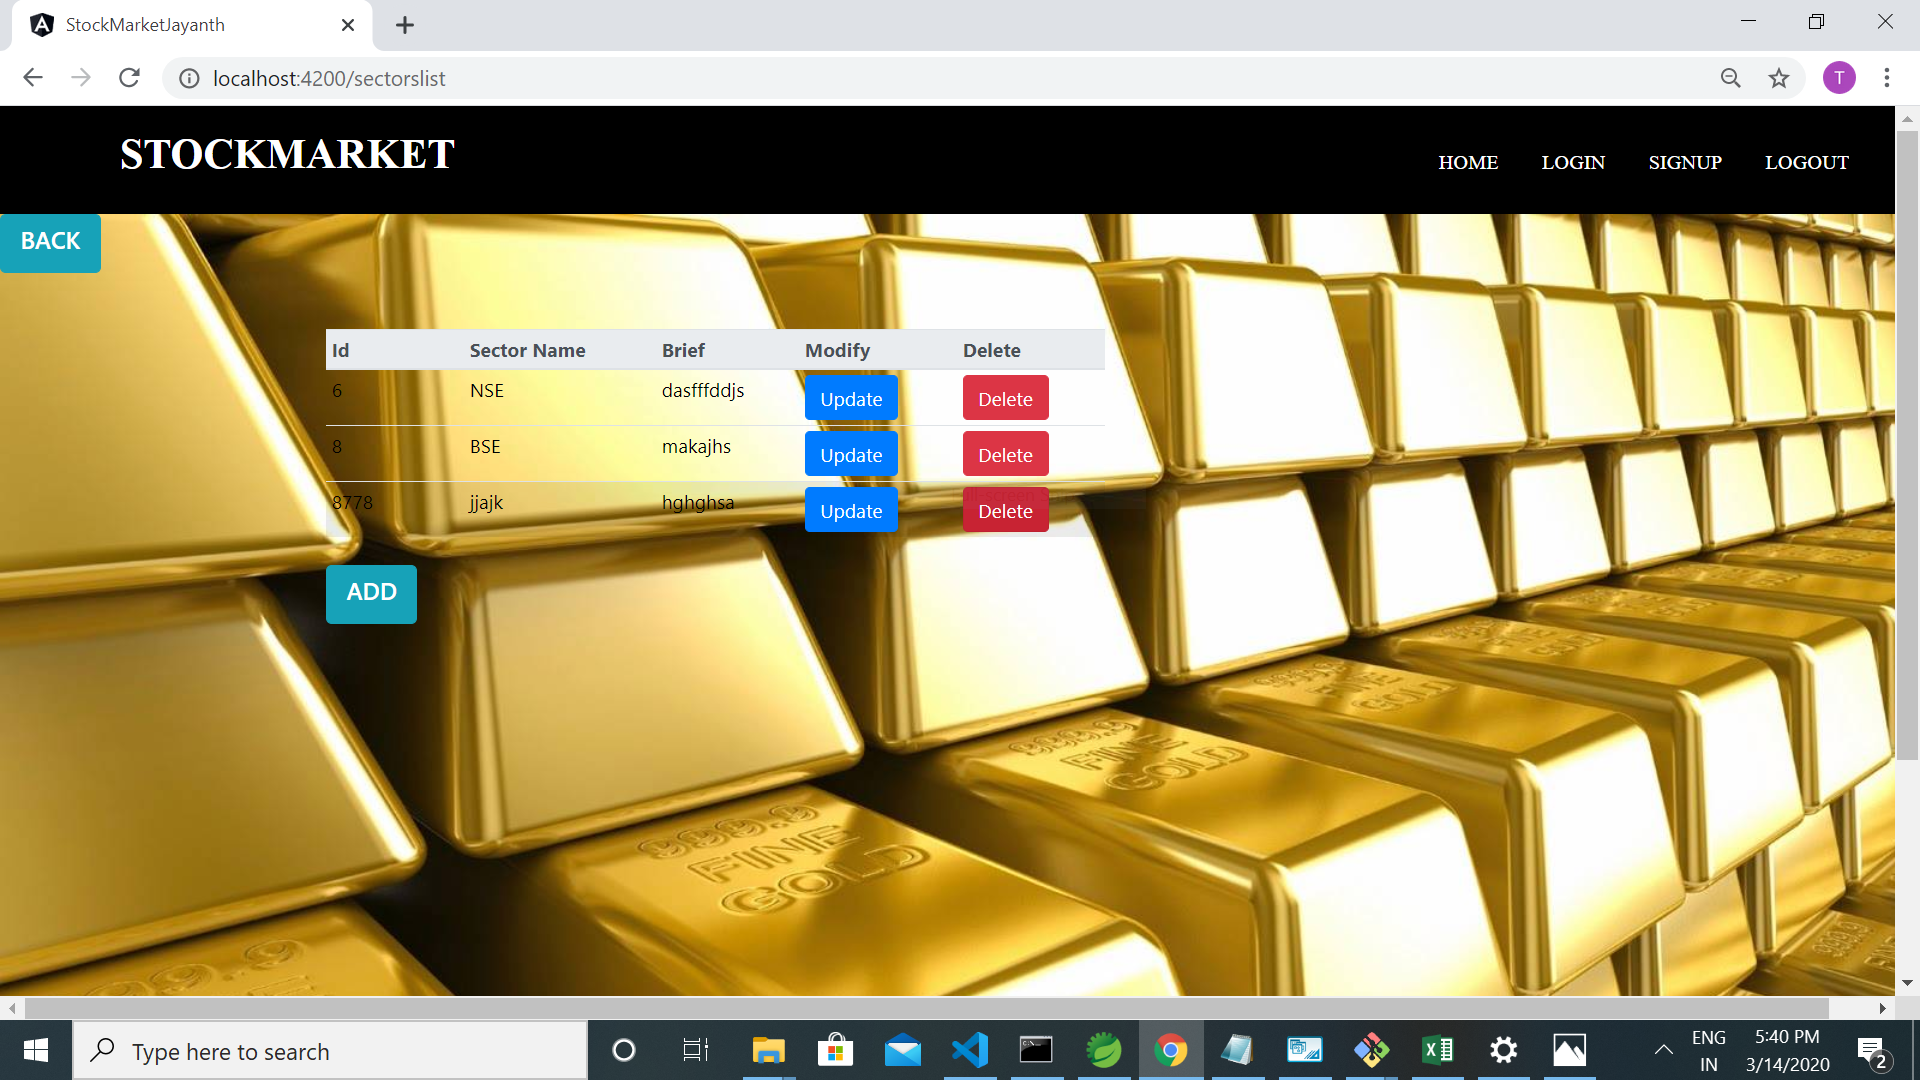 StockMarketJayanth
localhost:4200/sectorslist
T
STOCKMARKET
HOME LOGIN SIGNUP LOGOUT
BACK
Id Sector Name Brief Modify Delete
6 NSE dasfffddjs Update Delete
8 BSE makajhs Update Delete
8778 jjajk hghghsa Update Delete
ADD
999.9
FINE
GOLD
999.9
FINE
GOLD
Type here to search
ENG
IN
5:40 PM
3/14/2020
2